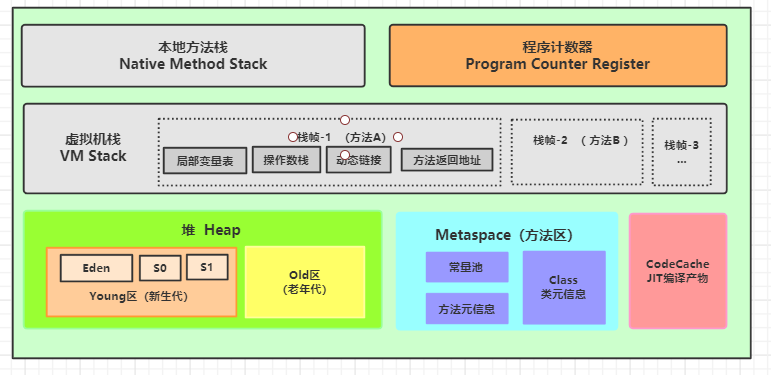 本地方法栈
Native Method Stack
程序计数器
Program Counter Register
虚拟机栈
VM Stack
栈帧-1 （方法A）
局部变量表
操作数栈
动态链接
方法返回地址
栈帧-2 （ 方法B ）
栈帧-3
...
堆 Heap
Eden
S0
S1
Young区（新生代）
Old区
(老年代）
Metaspace（方法区）
常量池
方法元信息
Class
类元信息
CodeCache
JIT编译产物